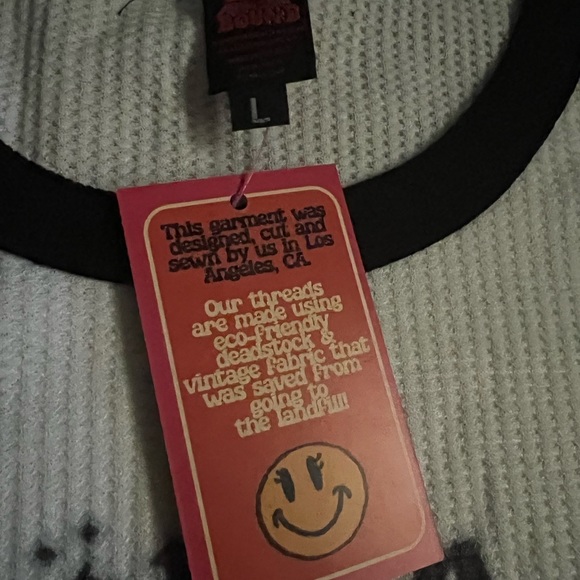 L
This garment was
designed, cut and
sewn by us in Los
Angeles, CA
Our threads
are made using
eco-friendly
deadstock &
vintage fabric that
was saved from
going to
the landfill